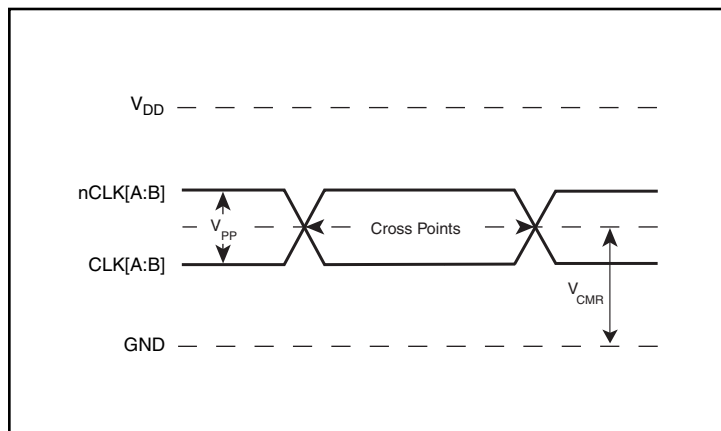 VDD
nCLK[A:B]
VPP
Cross Points
CLK[A:B]
VCMR
GND